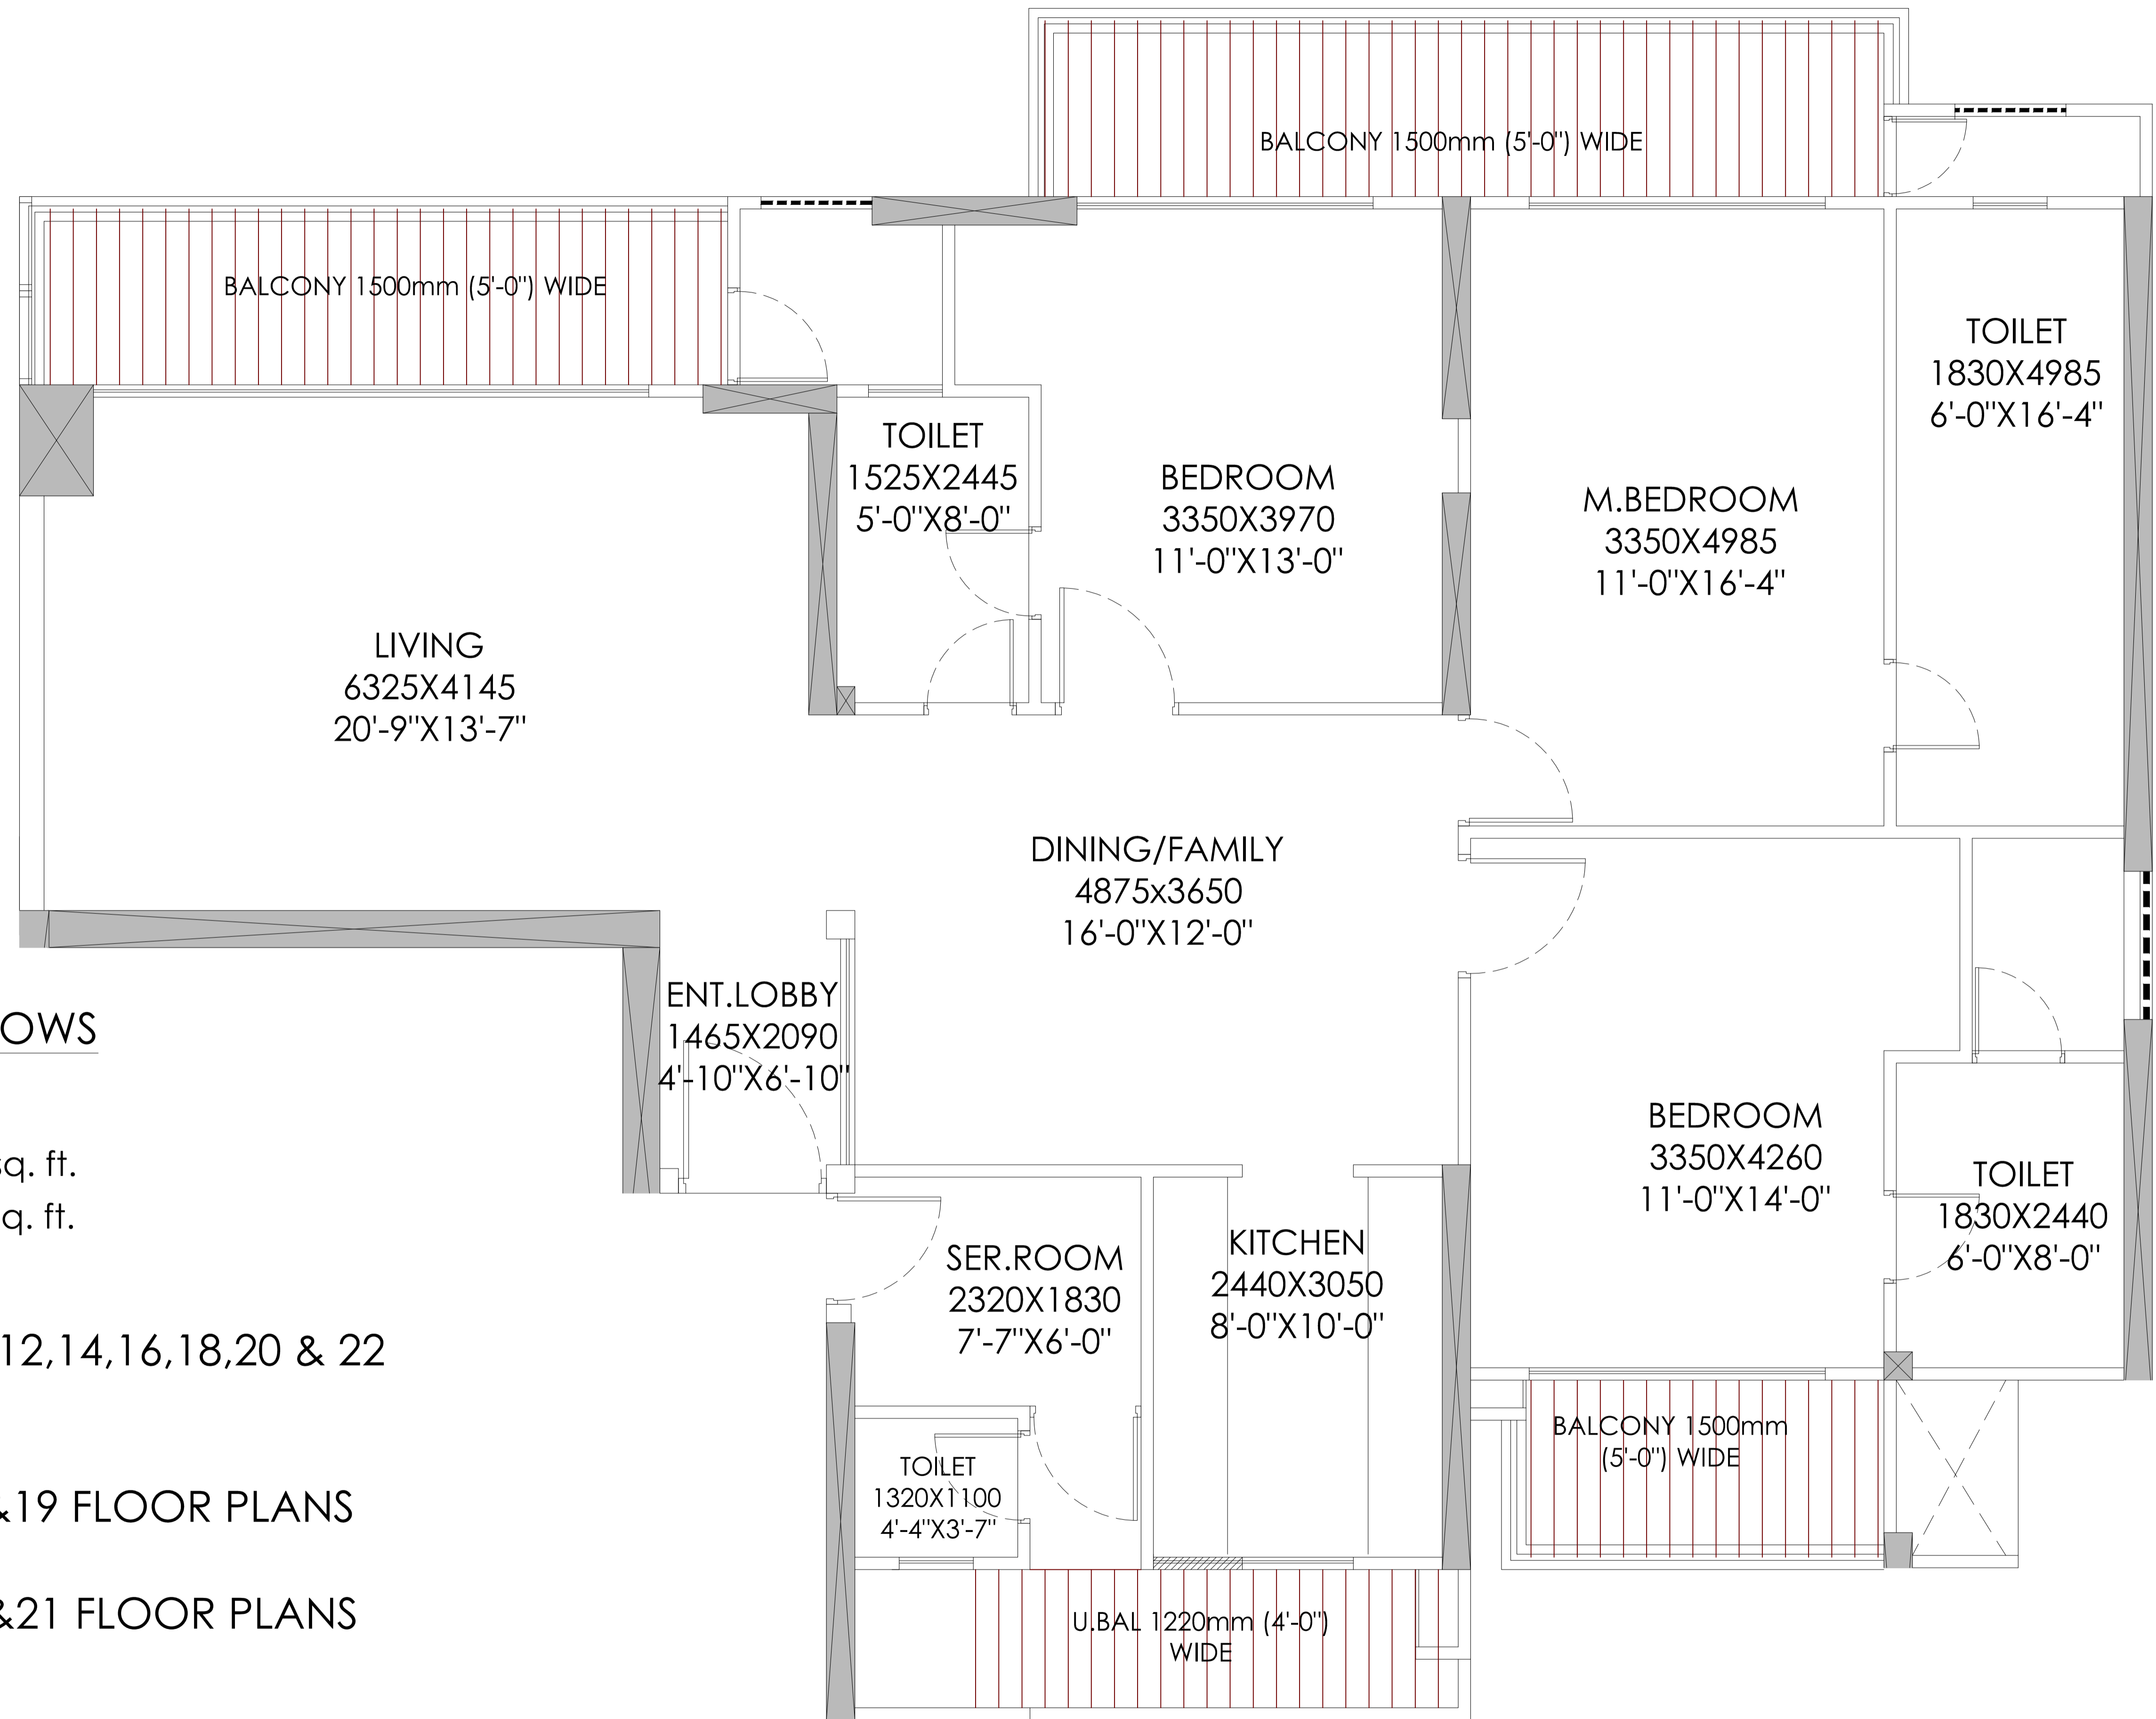 BALCONY 1500mm (5'-0") WIDE
BALCONY 1500mm (5'-0") WIDE
TOILET
1830X4985
6'-0"X16'-4"
TOILET
1525X2445
5'-0"X8'-0"
BEDROOM
3350X3970
11'-0"X13'-0"
M.BEDROOM
3350X4985
11'-0"X16'-4"
LIVING
6325X4145
20'-9"X13'-7"
DINING/FAMILY
4875x3650
16'-0"X12'-0"
ENT.LOBBY
1465X2090
4'-10"X6'-10"
OWS
sq. ft.
q. ft.
12,14,16,18,20 & 22
&19 FLOOR PLANS
&21 FLOOR PLANS
BEDROOM
3350X4260
11'-0"X14'-0"
TOILET
1830X2440
6'-0"X8'-0"
SER.ROOM
2320X1830
7'-7"X6'-0"
KITCHEN
2440X3050
8'-0"X10'-0"
TOILET
1320X1100
4'-4"X3'-7"
BALCONY 1500mm
(5'-0") WIDE
U.BAL 1220mm (4'-0")
WIDE